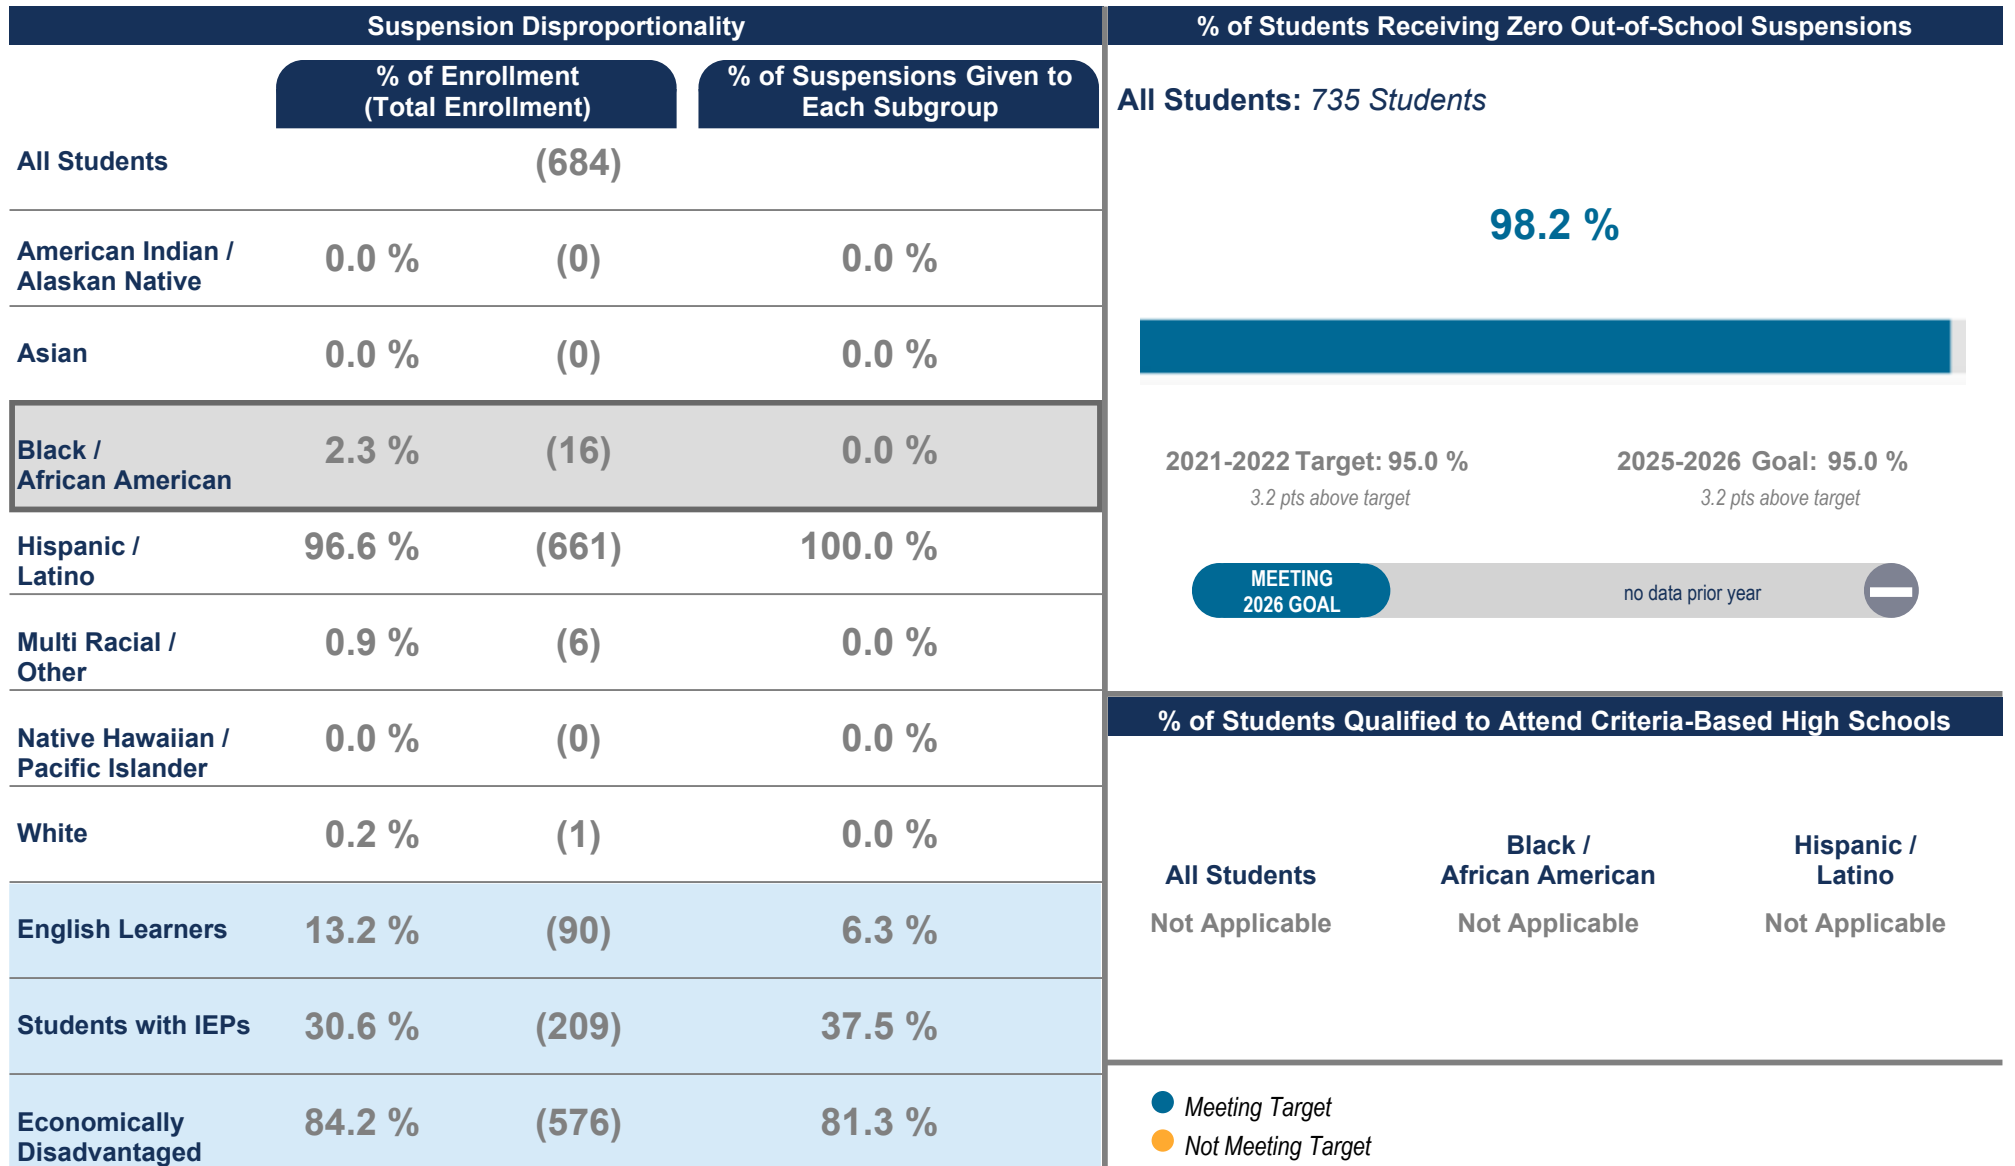 Suspension Disproportionality
% of Enrollment
(Total Enrollment)
% of Suspensions Given to
Each Subgroup
All Students
(684)
American Indian /
Alaskan Native
0.0 % (0) 0.0 %
Asian 0.0 % (0) 0.0 %
Black /
African American
2.3 % (16) 0.0 %
Hispanic /
Latino
96.6 % (661) 100.0 %
Multi Racial /
Other
0.9 % (6) 0.0 %
Native Hawaiian /
Pacific Islander
0.0 % (0) 0.0 %
White 0.2 % (1) 0.0 %
English Learners 13.2 % (90) 6.3 %
Students with IEPs 30.6 % (209) 37.5 %
Economically
Disadvantaged
84.2 % (576) 81.3 %
% of Students Receiving Zero Out-of-School Suspensions
All Students: 735 Students
98.2 %
2021-2022 Target: 95.0 %
3.2 pts above target
2025-2026 Goal: 95.0 %
3.2 pts above target
MEETING
2026 GOAL
no data prior year
% of Students Qualified to Attend Criteria-Based High Schools
All Students
Not Applicable
Black /
African American
Not Applicable
Hispanic /
Latino
Not Applicable
Meeting Target
Not Meeting Target